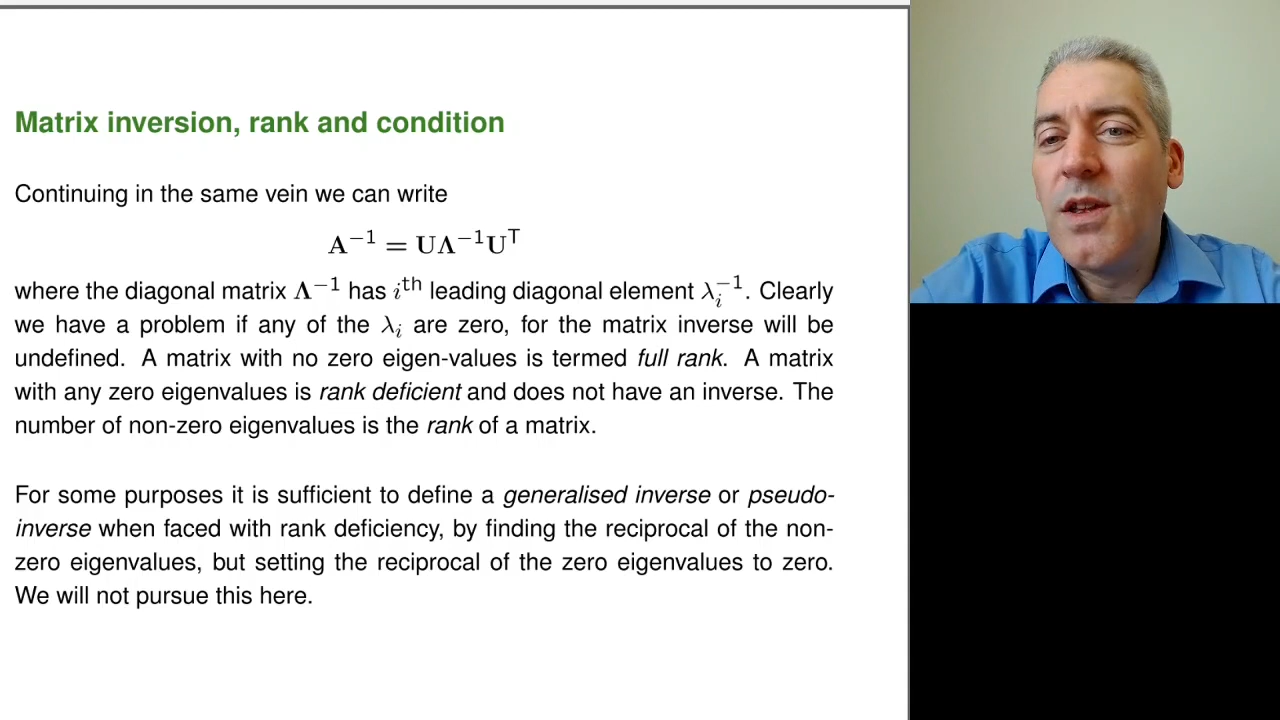 Matrix inversion, rank and condition
Continuing in the same vein we can write
A⁻¹ = UΛ⁻¹Uᵀ
where the diagonal matrix Λ⁻¹ has iᵗʰ leading diagonal element λᵢ⁻¹. Clearly
we have a problem if any of the λᵢ are zero, for the matrix inverse will be
undefined. A matrix with no zero eigen-values is termed full rank. A matrix
with any zero eigenvalues is rank deficient and does not have an inverse. The
number of non-zero eigenvalues is the rank of a matrix.
For some purposes it is sufficient to define a generalised inverse or pseudo-
inverse when faced with rank deficiency, by finding the reciprocal of the non-
zero eigenvalues, but setting the reciprocal of the zero eigenvalues to zero.
We will not pursue this here.